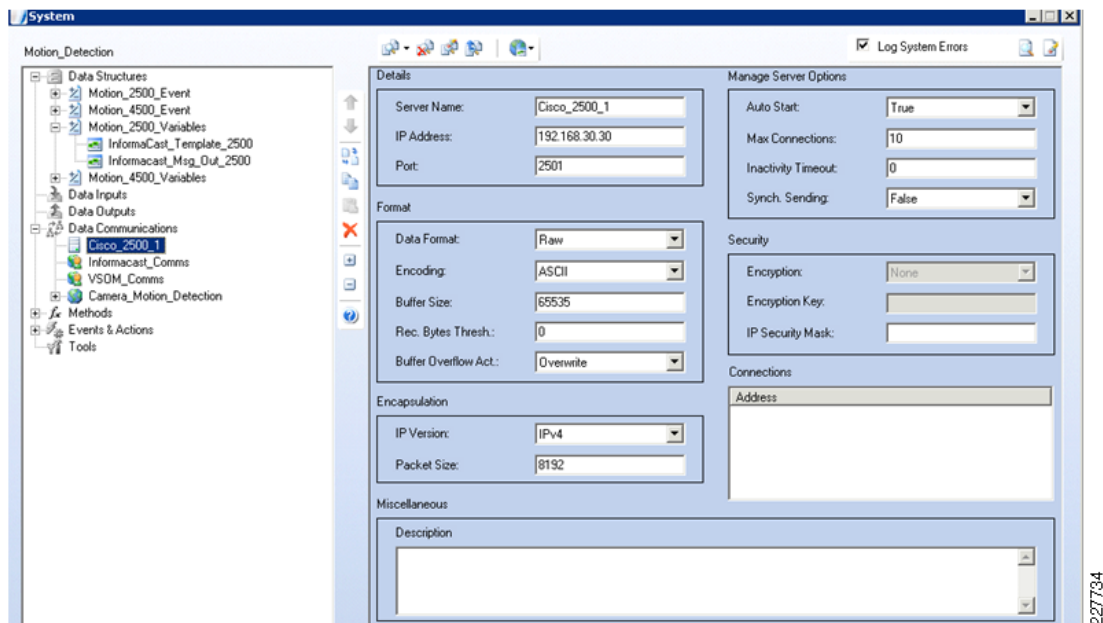 System
Motion_Detection
Log System Errors
Data Structures
Motion_2500_Event
Motion_4500_Event
Motion_2500_Variables
InformaCast_Template_2500
Informacast_Msg_Out_2500
Motion_4500_Variables
Data Inputs
Data Outputs
Data Communications
Cisco_2500_1
Informacast_Comms
VSOM_Comms
Camera_Motion_Detection
Methods
Events & Actions
Tools
Details
Server Name: Cisco_2500_1
IP Address: 192.168.30.30
Port: 2501
Format
Data Format: Raw
Encoding: ASCII
Buffer Size: 65535
Rec. Bytes Thresh.: 0
Buffer Overflow Act.: Overwrite
Encapsulation
IP Version: IPv4
Packet Size: 8192
Miscellaneous
Description
Manage Server Options
Auto Start: True
Max Connections: 10
Inactivity Timeout: 0
Synch. Sending: False
Security
Encryption: None
Encryption Key:
IP Security Mask:
Connections
Address
227734